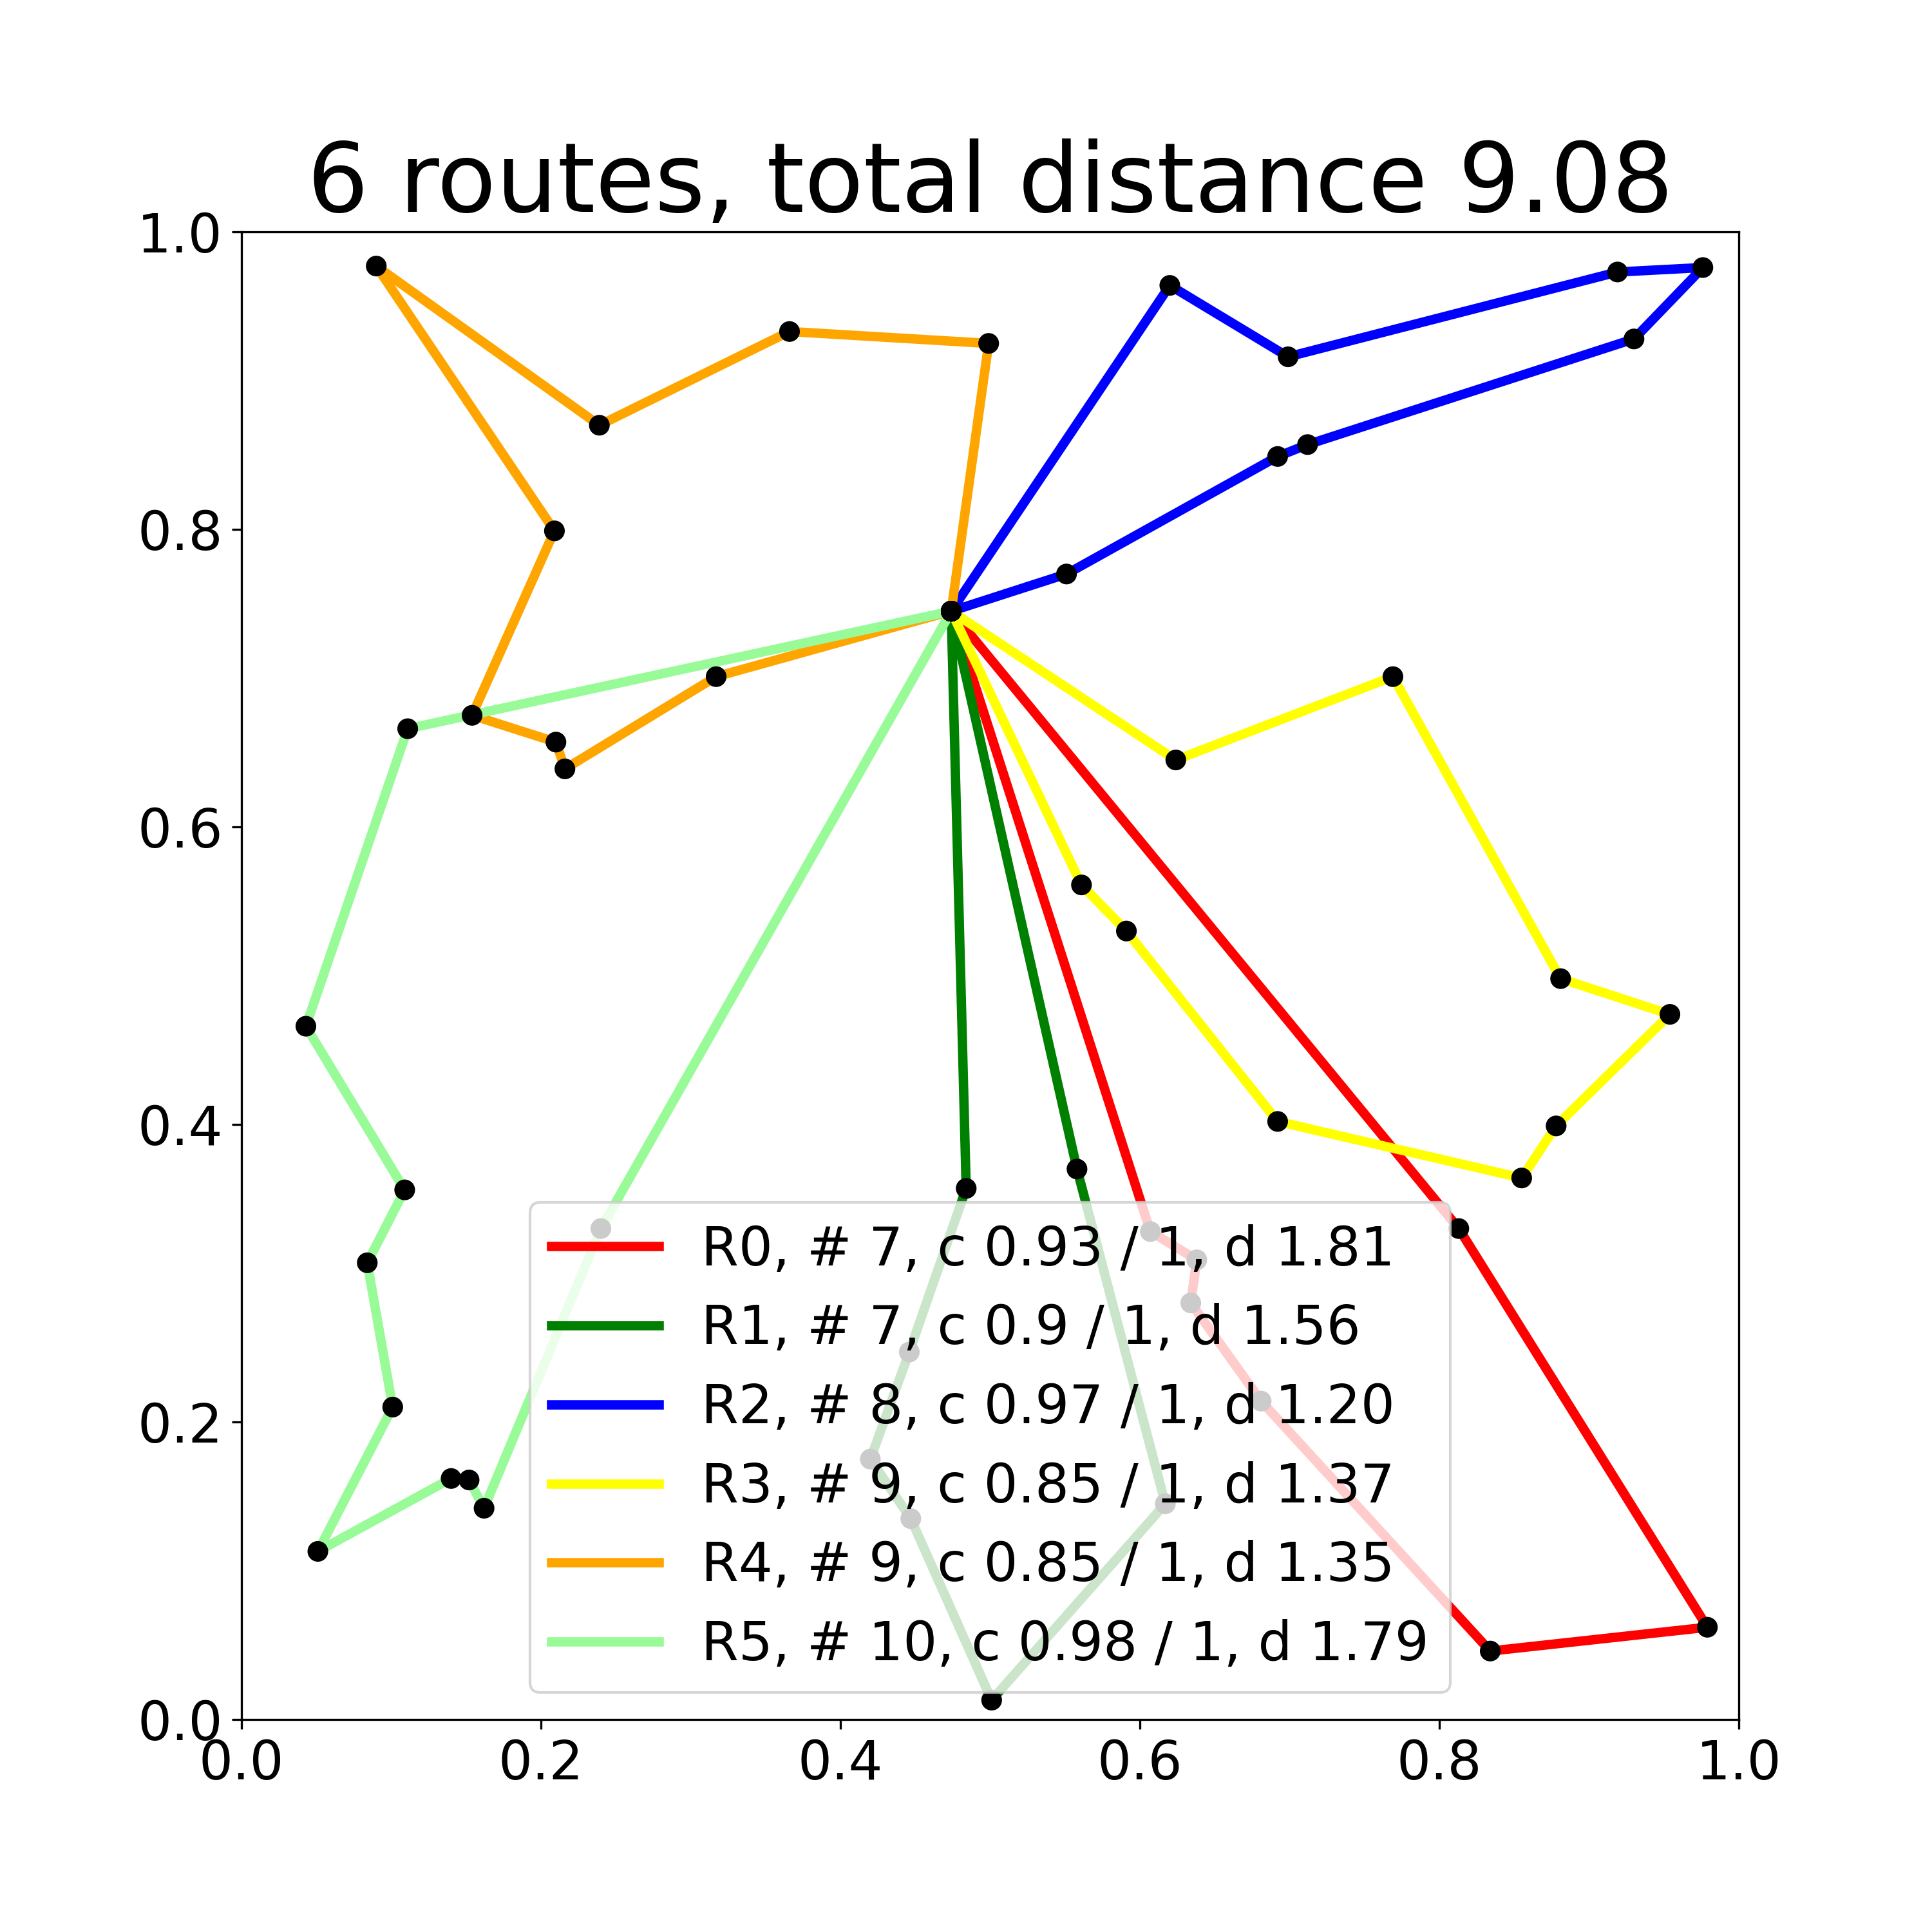 6 routes, total distance 9.08
1.0
0.8
0.6
0.4
0.2
0.0
R0, # 7, c 0.93 / 1, d 1.81
R1, # 7, c 0.9 / 1, d 1.56
R2, # 8, c 0.97 / 1, d 1.20
R3, # 9, c 0.85 / 1, d 1.37
R4, # 9, c 0.85 / 1, d 1.35
R5, # 10, c 0.98 / 1, d 1.79
0.0 0.2 0.4 0.6 0.8 1.0